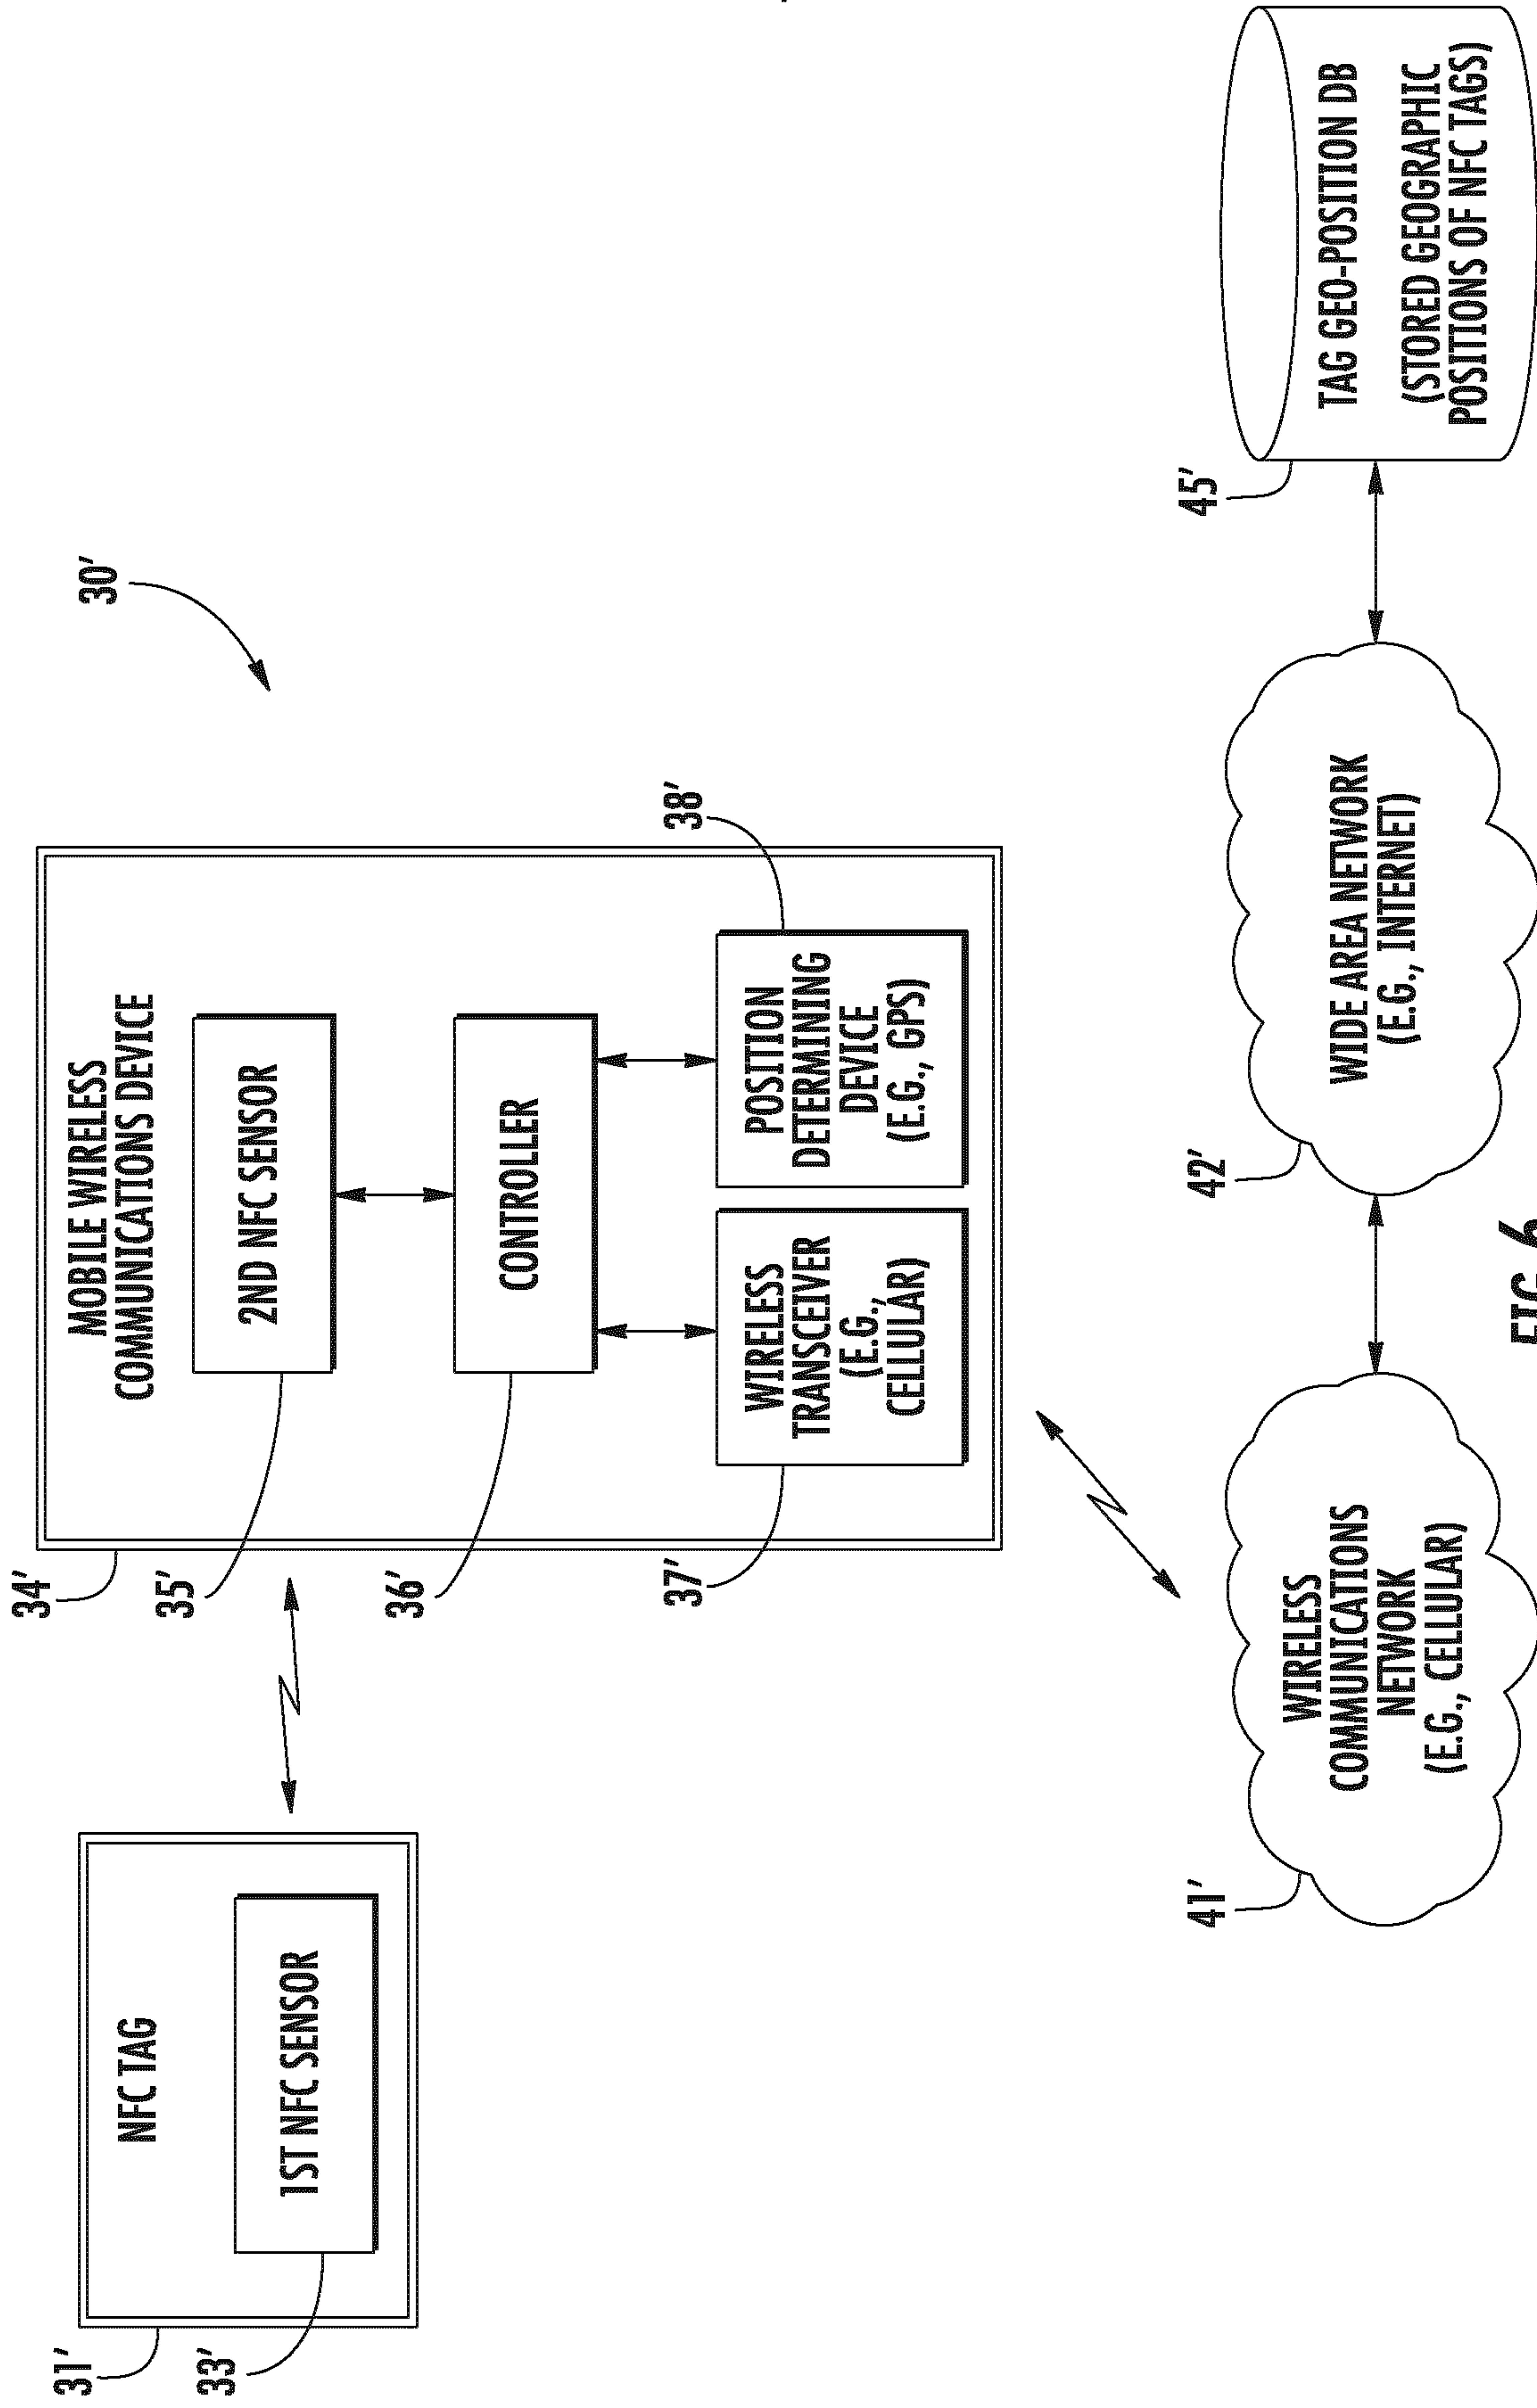 30′
31′
NFC TAG
33′
1ST NFC SENSOR
34′
MOBILE WIRELESS
COMMUNICATIONS DEVICE
35′
2ND NFC SENSOR
36′
CONTROLLER
37′
WIRELESS
TRANSCEIVER
(E.G.,
CELLULAR)
38′
POSITION
DETERMINING
DEVICE
(E.G., GPS)
41′
WIRELESS
COMMUNICATIONS
NETWORK
(E.G., CELLULAR)
42′
WIDE AREA NETWORK
(E.G., INTERNET)
45′
TAG GEO-POSITION DB
(STORED GEOGRAPHIC
POSITIONS OF NFC TAGS)
FIG. 6